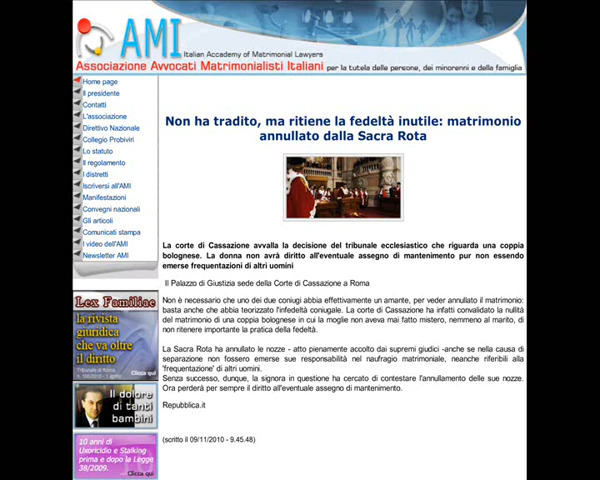 AMI Italian Accademy of Matrimonial Lawyers
Associazione Avvocati Matrimonialisti Italiani per la tutela delle persone, dei minorenni e della famiglia
Home page
Il presidente
Contatti
L'associazione
Direttivo Nazionale
Collegio Probiviri
Lo statuto
Il regolamento
I distretti
Iscriversi all'AMI
Manifestazioni
Convegni nazionali
Gli articoli
Comunicati stampa
I video dell'AMI
Newsletter AMI
Lex Familiae
la rivista
giuridica
che va oltre
il diritto
Tribunale di Roma
Clicca qui
Il dolore
di tanti
bambini
10 anni di
Uxoricidio e Stalking
prima e dopo la Legge
38/2009.
Clicca qui
Non ha tradito, ma ritiene la fedeltà inutile: matrimonio
annullato dalla Sacra Rota
La corte di Cassazione avvalla la decisione del tribunale ecclesiastico che riguarda una coppia
bolognese. La donna non avrà diritto all'eventuale assegno di mantenimento pur non essendo
emerse frequentazioni di altri uomini
Il Palazzo di Giustizia sede della Corte di Cassazione a Roma
Non è necessario che uno dei due coniugi abbia effettivamente un amante, per veder annullato il matrimonio:
basta anche che abbia teorizzato l'infedeltà coniugale. La corte di Cassazione ha infatti convalidato la nullità
del matrimonio di una coppia bolognese in cui la moglie non aveva mai fatto mistero, nemmeno al marito, di
non ritenere importante la pratica della fedeltà.
La Sacra Rota ha annullato le nozze - atto pienamente accolto dai supremi giudici -anche se nella causa di
separazione non fossero emerse sue responsabilità nel naufragio matrimoniale, neanche riferibili alla
'frequentazione' di altri uomini.
Senza successo, dunque, la signora in questione ha cercato di contestare l'annullamento delle sue nozze.
Ora perderà per sempre il diritto all'eventuale assegno di mantenimento.
Repubblica.it
(scritto il 09/11/2010 - 9.45.48)